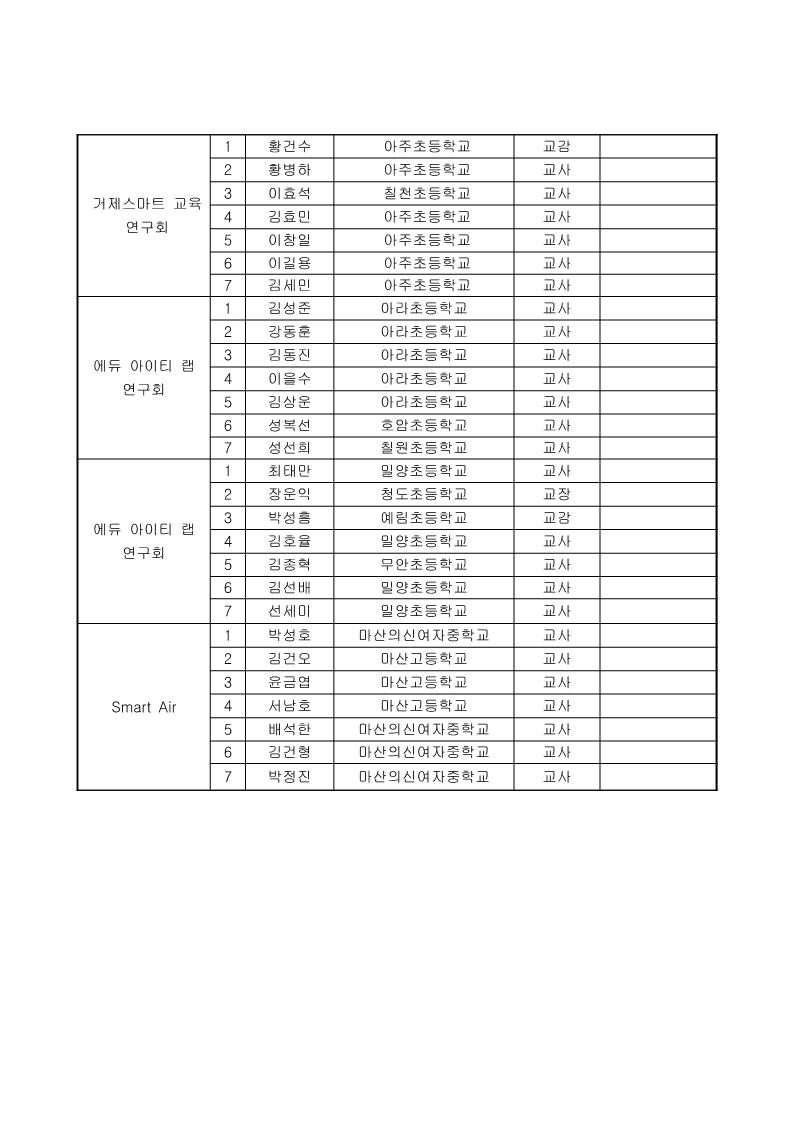 거제스마트 교육
연구회
1 황건수 아주초등학교 교감
2 황병하 아주초등학교 교사
3 이효석 칠천초등학교 교사
4 김효민 아주초등학교 교사
5 이창일 아주초등학교 교사
6 이길용 아주초등학교 교사
7 김세민 아주초등학교 교사
에듀 아이티 랩
연구회
1 김성준 아라초등학교 교사
2 강동훈 아라초등학교 교사
3 김동진 아라초등학교 교사
4 이을수 아라초등학교 교사
5 김상운 아라초등학교 교사
6 성복선 호암초등학교 교사
7 성선희 칠원초등학교 교사
에듀 아이티 랩
연구회
1 최태만 밀양초등학교 교사
2 장운익 청도초등학교 교장
3 박성흠 예림초등학교 교감
4 김호율 밀양초등학교 교사
5 김종혁 무안초등학교 교사
6 김선배 밀양초등학교 교사
7 선세미 밀양초등학교 교사
Smart Air
1 박성호 마산의신여자중학교 교사
2 김건오 마산고등학교 교사
3 윤금엽 마산고등학교 교사
4 서남호 마산고등학교 교사
5 배석한 마산의신여자중학교 교사
6 김건형 마산의신여자중학교 교사
7 박정진 마산의신여자중학교 교사